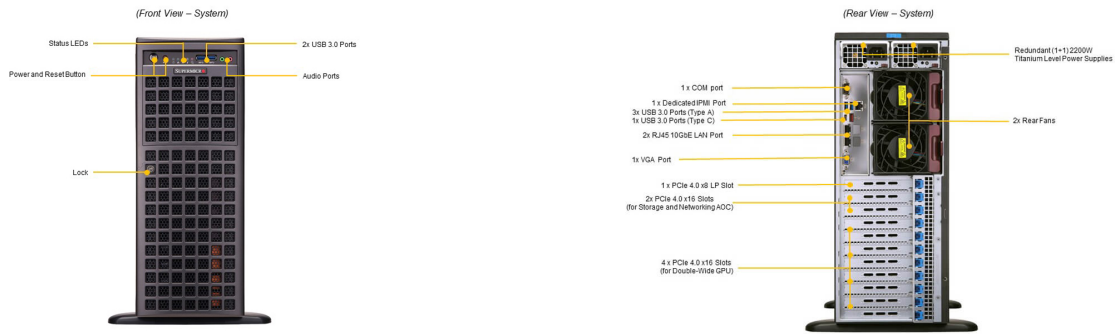 (Front View – System)
Status LEDs
2x USB 3.0 Ports
Power and Reset Button
Audio Ports
SUPERMICRO
Lock
(Rear View – System)
Redundant (1+1) 2200W
Titanium Level Power Supplies
1 x COM port
1 x Dedicated IPMI Port
3x USB 3.0 Ports (Type A)
1x USB 3.0 Ports (Type C)
2x Rear Fans
2x RJ45 10GbE LAN Port
1x VGA Port
1 x PCIe 4.0 x8 LP Slot
2x PCIe 4.0 x16 Slots
(for Storage and Networking AOC)
4 x PCIe 4.0 x16 Slots
(for Double-Wide GPU)